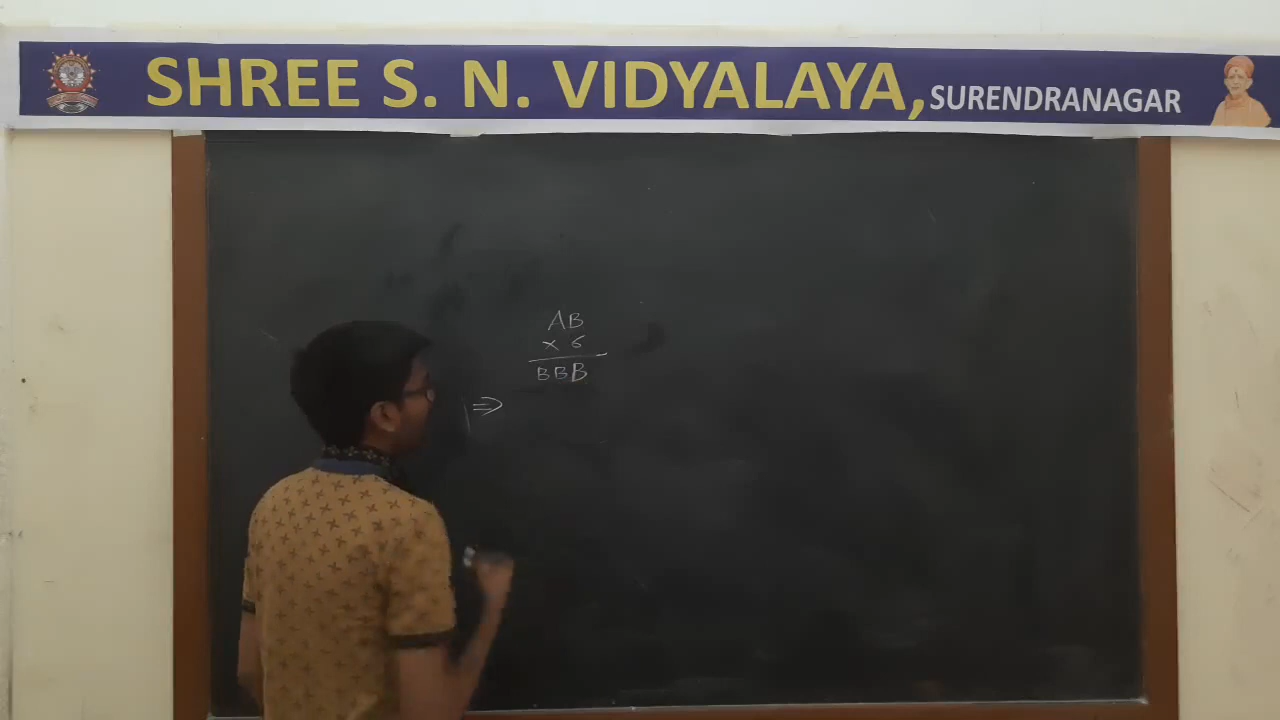 SHREE S. N. VIDYALAYA, SURENDRANAGAR
AB
× 6
BBB
⇒